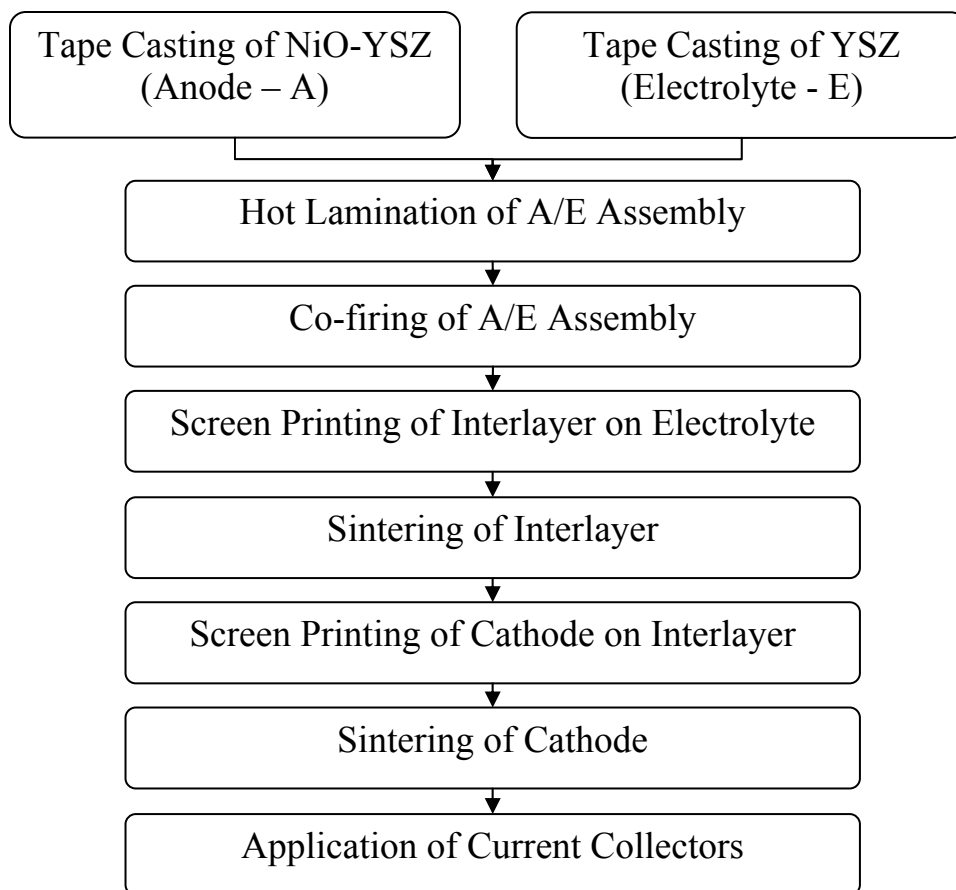 Tape Casting of NiO-YSZ
(Anode – A)
Tape Casting of YSZ
(Electrolyte - E)
Hot Lamination of A/E Assembly
Co-firing of A/E Assembly
Screen Printing of Interlayer on Electrolyte
Sintering of Interlayer
Screen Printing of Cathode on Interlayer
Sintering of Cathode
Application of Current Collectors